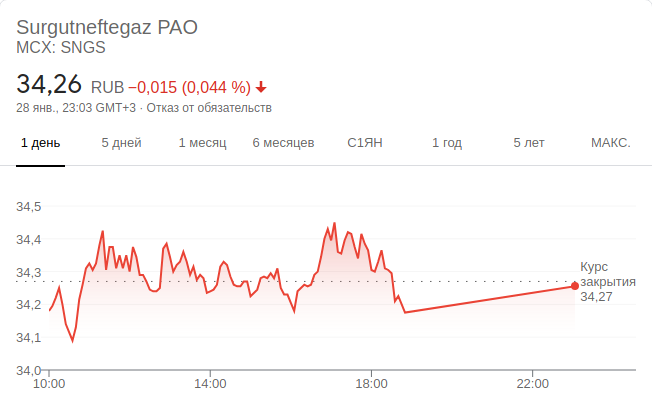 Surgutneftegaz PAO
MCX: SNGS
34,26 RUB −0,015 (0,044 %)
28 янв., 23:03 GMT+3 · Отказ от обязательств
1 день 5 дней 1 месяц 6 месяцев С1ЯН 1 год 5 лет МАКС.
34,5
34,4
34,3
34,2
34,1
34,0
Курс
закрытия
34,27
10:00 14:00 18:00 22:00